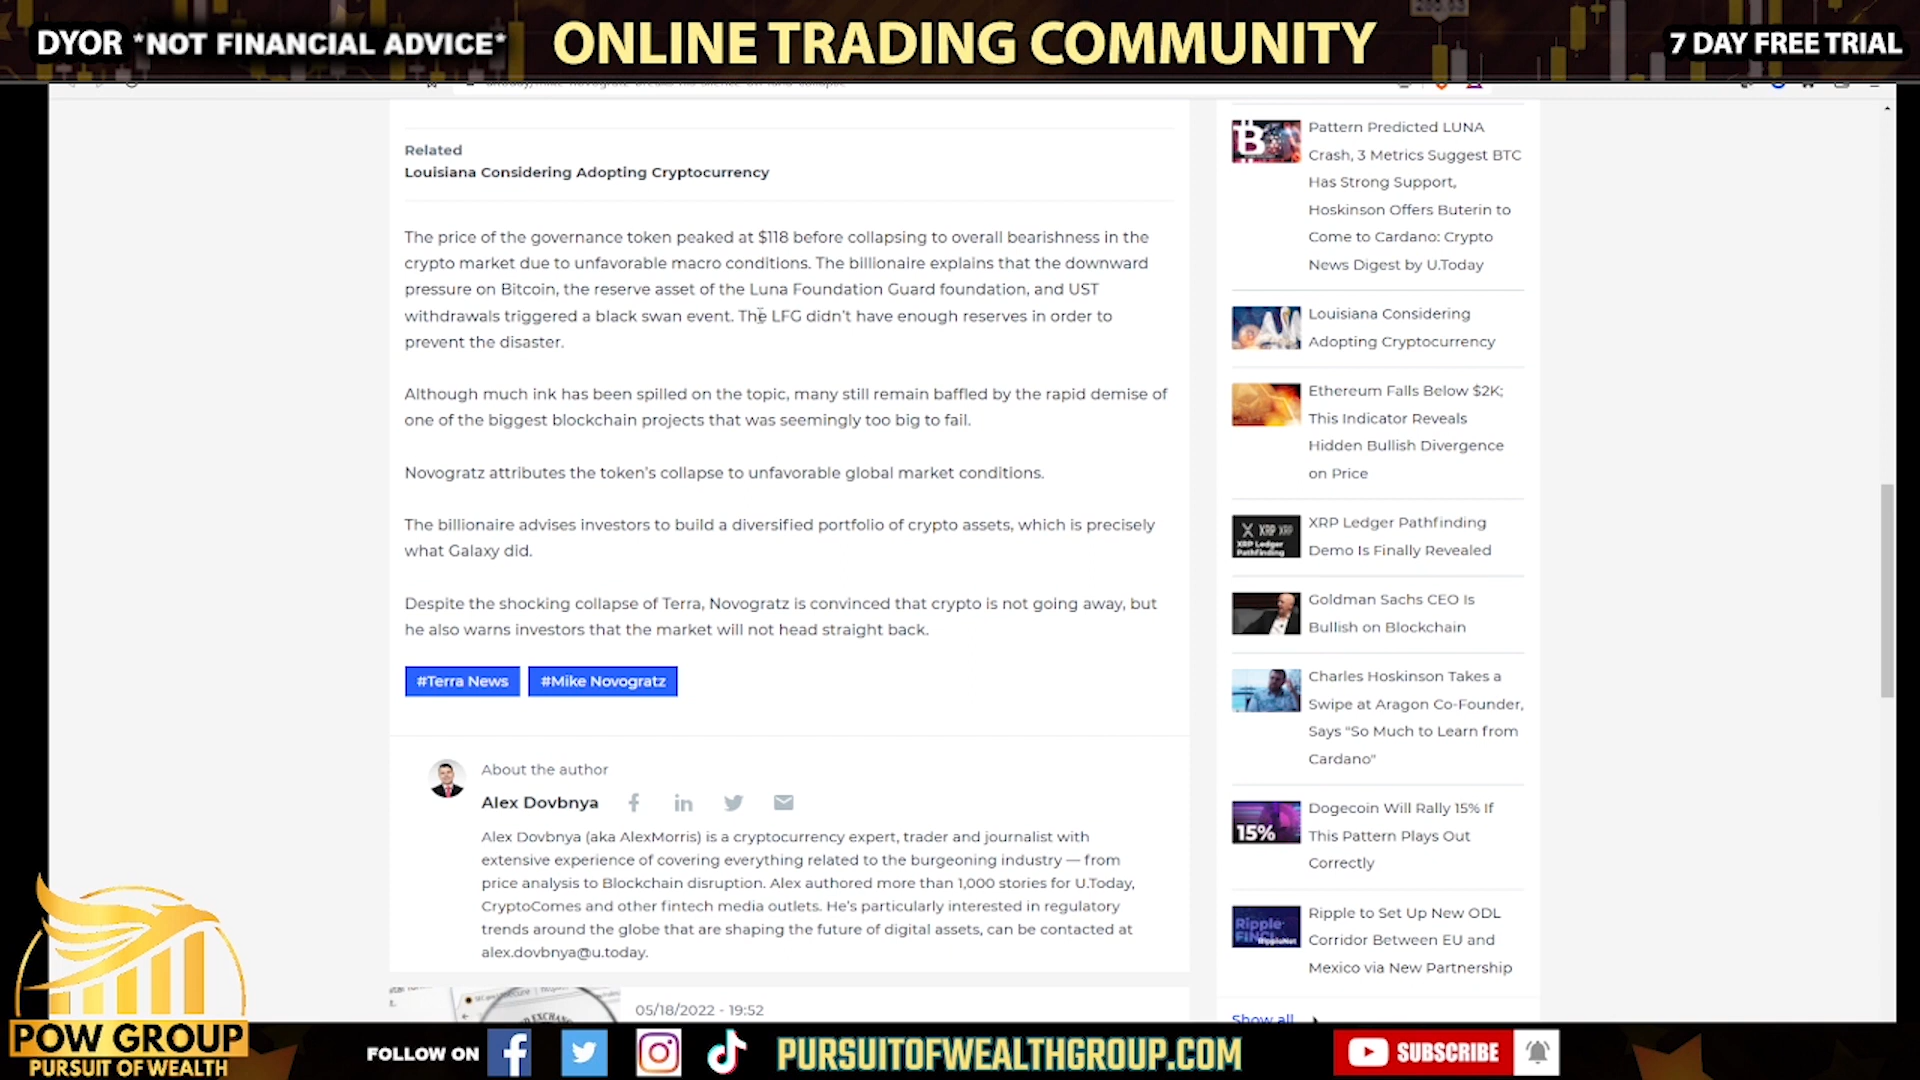 DYOR *NOT FINANCIAL ADVICE*
ONLINE TRADING COMMUNITY
7 DAY FREE TRIAL
Related
Louisiana Considering Adopting Cryptocurrency
The price of the governance token peaked at $118 before collapsing to overall bearishness in the
crypto market due to unfavorable macro conditions. The billionaire explains that the downward
pressure on Bitcoin, the reserve asset of the Luna Foundation Guard foundation, and UST
withdrawals triggered a black swan event. The LFG didn't have enough reserves in order to
prevent the disaster.
Although much ink has been spilled on the topic, many still remain baffled by the rapid demise of
one of the biggest blockchain projects that was seemingly too big to fail.
Novogratz attributes the token's collapse to unfavorable global market conditions.
The billionaire advises investors to build a diversified portfolio of crypto assets, which is precisely
what Galaxy did.
Despite the shocking collapse of Terra, Novogratz is convinced that crypto is not going away, but
he also warns investors that the market will not head straight back.
#Terra News
#Mike Novogratz
About the author
Alex Dovbnya
Alex Dovbnya (aka AlexMorris) is a cryptocurrency expert, trader and journalist with
extensive experience of covering everything related to the burgeoning industry — from
price analysis to Blockchain disruption. Alex authored more than 1,000 stories for U.Today,
CryptoComes and other fintech media outlets. He's particularly interested in regulatory
trends around the globe that are shaping the future of digital assets, can be contacted at
alex.dovbnya@u.today.
05/18/2022 - 19:52
Pattern Predicted LUNA
Crash, 3 Metrics Suggest BTC
Has Strong Support,
Hoskinson Offers Buterin to
Come to Cardano: Crypto
News Digest by U.Today
Louisiana Considering
Adopting Cryptocurrency
Ethereum Falls Below $2K;
This Indicator Reveals
Hidden Bullish Divergence
on Price
XRP Ledger
Pathfinding
XRP Ledger Pathfinding
Demo Is Finally Revealed
Goldman Sachs CEO Is
Bullish on Blockchain
Charles Hoskinson Takes a
Swipe at Aragon Co-Founder,
Says "So Much to Learn from
Cardano"
15%
Dogecoin Will Rally 15% If
This Pattern Plays Out
Correctly
Ripple
Ripple to Set Up New ODL
Corridor Between EU and
Mexico via New Partnership
Show all
POW GROUP
PURSUIT OF WEALTH
FOLLOW ON
PURSUITOFWEALTHGROUP.COM
SUBSCRIBE